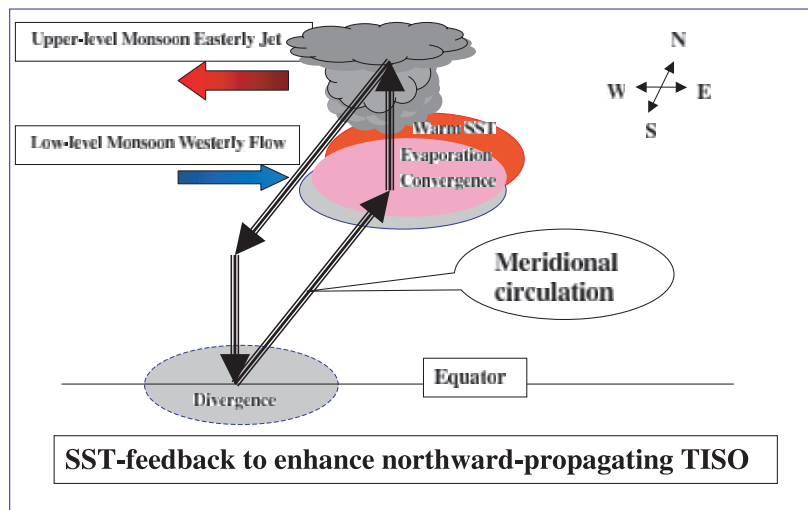 Upper-level Monsoon Easterly Jet
N
W E
S
Low-level Monsoon Westerly Flow
Warm SST
Evaporation
Convergence
Meridional
circulation
Equator
Divergence
SST-feedback to enhance northward-propagating TISO